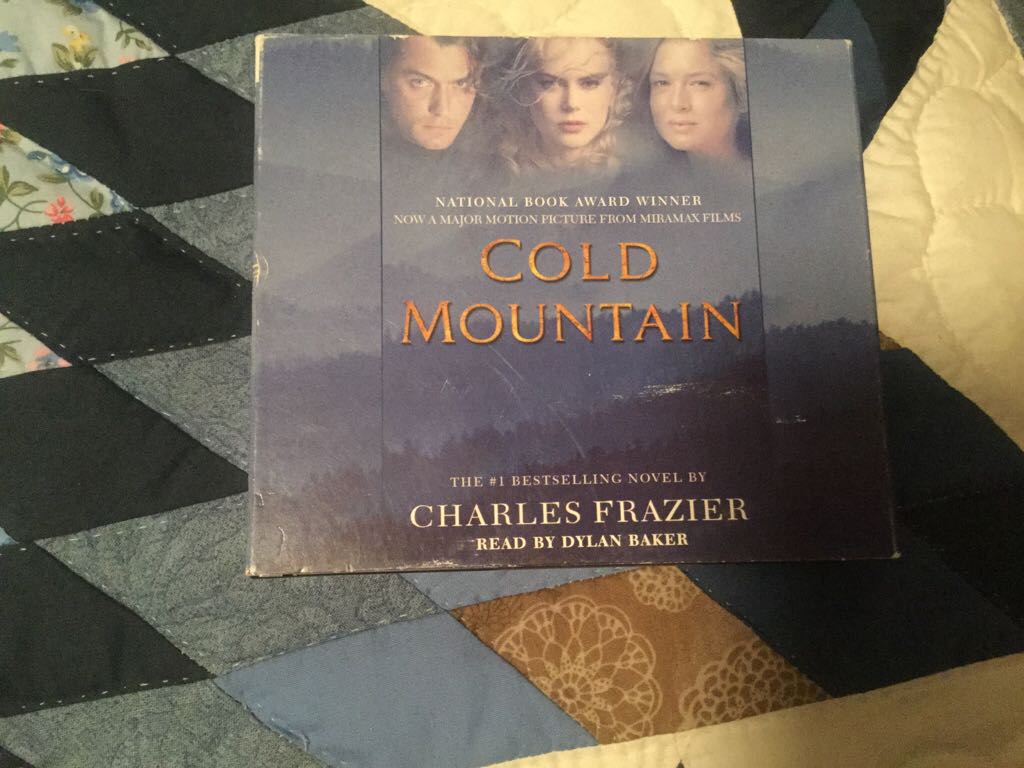 NATIONAL BOOK AWARD WINNER
NOW A MAJOR MOTION PICTURE FROM MIRAMAX FILMS
COLD
MOUNTAIN
THE #1 BESTSELLING NOVEL BY
CHARLES FRAZIER
READ BY DYLAN BAKER